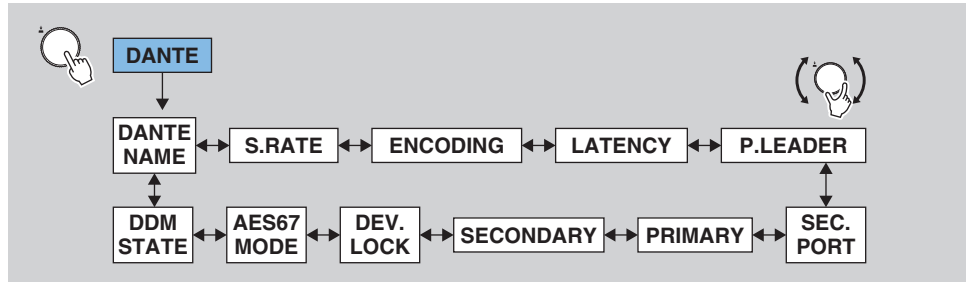 DANTE
DANTE
NAME
S.RATE
ENCODING
LATENCY
P.LEADER
DDM
STATE
AES67
MODE
DEV.
LOCK
SECONDARY
PRIMARY
SEC.
PORT